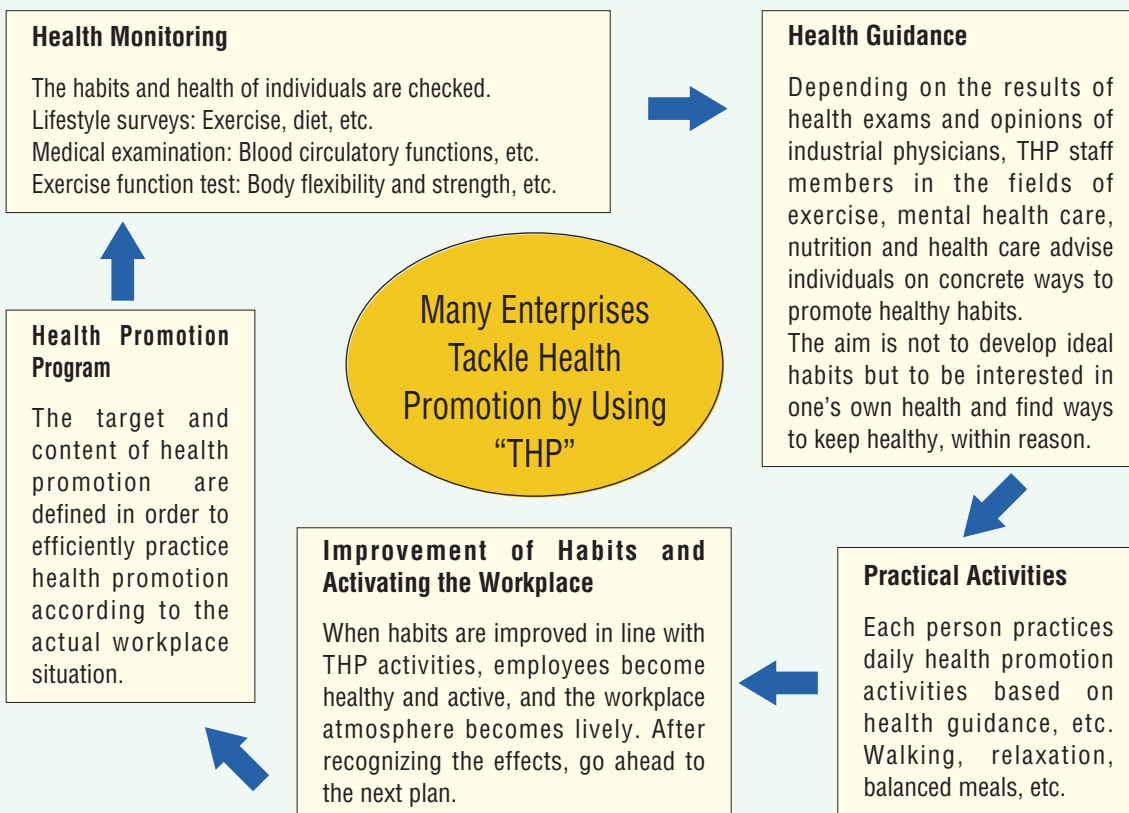 Health Monitoring
The habits and health of individuals are checked.
Lifestyle surveys: Exercise, diet, etc.
Medical examination: Blood circulatory functions, etc.
Exercise function test: Body flexibility and strength, etc.
Health Guidance
Depending on the results of
health exams and opinions of
industrial physicians, THP staff
members in the fields of
exercise, mental health care,
nutrition and health care advise
individuals on concrete ways to
promote healthy habits.
The aim is not to develop ideal
habits but to be interested in
one's own health and find ways
to keep healthy, within reason.
Many Enterprises
Tackle Health
Promotion by Using
“THP”
Health Promotion
Program
The target and
content of health
promotion are
defined in order to
efficiently practice
health promotion
according to the
actual workplace
situation.
Improvement of Habits and
Activating the Workplace
When habits are improved in line with
THP activities, employees become
healthy and active, and the workplace
atmosphere becomes lively. After
recognizing the effects, go ahead to
the next plan.
Practical Activities
Each person practices
daily health promotion
activities based on
health guidance, etc.
Walking, relaxation,
balanced meals, etc.